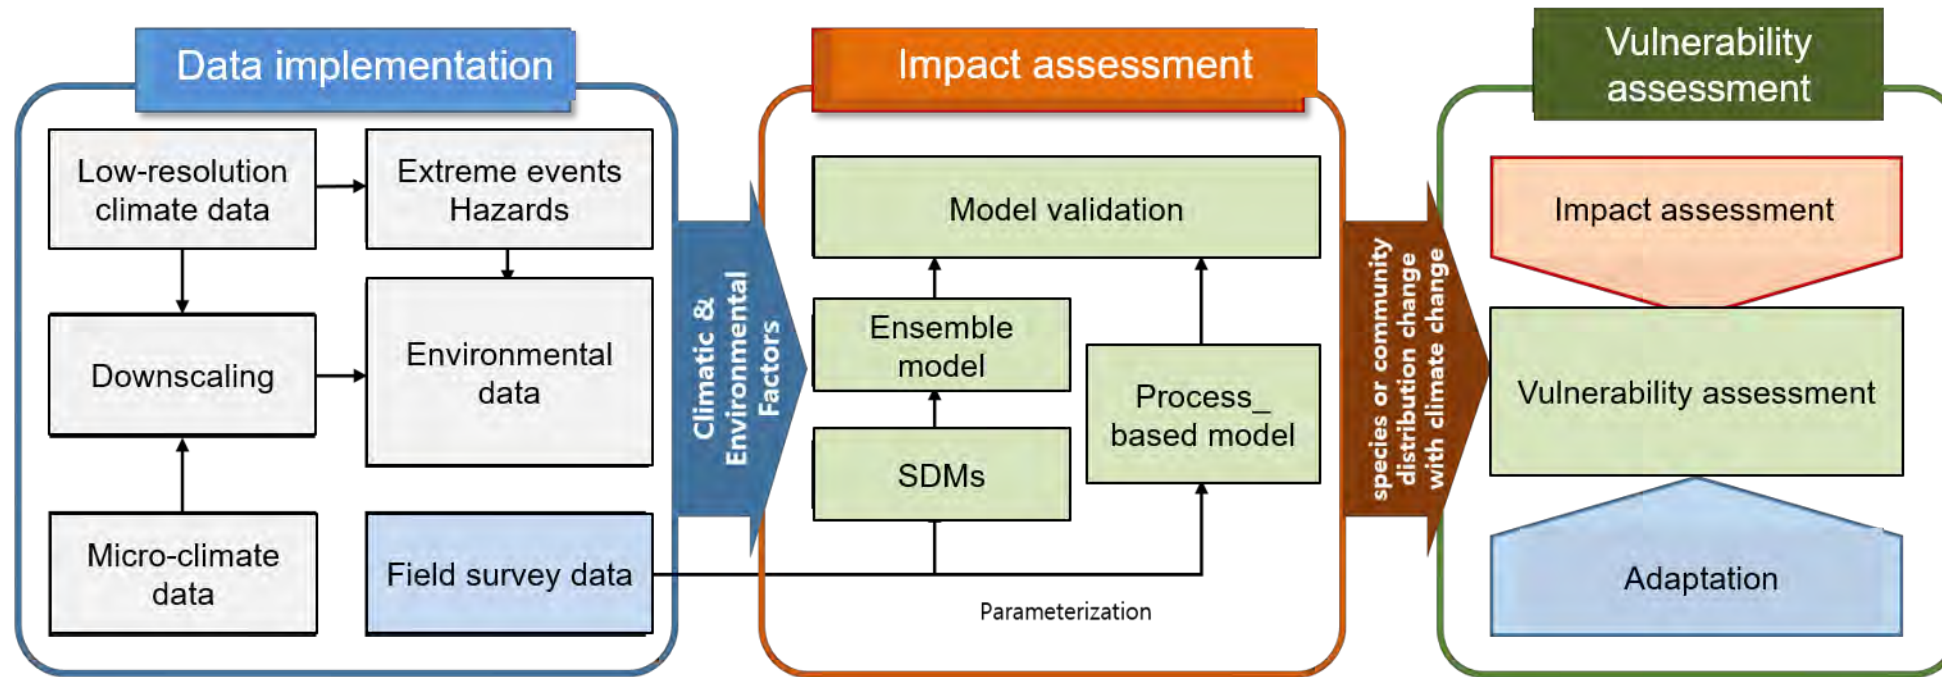 Data implementation
Low-resolution
climate data
Extreme events
Hazards
Downscaling
Environmental
data
Micro-climate
data
Field survey data
Climatic &
Environmental
Factors
Impact assessment
Model validation
Ensemble
model
Process_
based model
SDMs
Parameterization
species or community
distribution change
with climate change
Vulnerability
assessment
Impact assessment
Vulnerability assessment
Adaptation